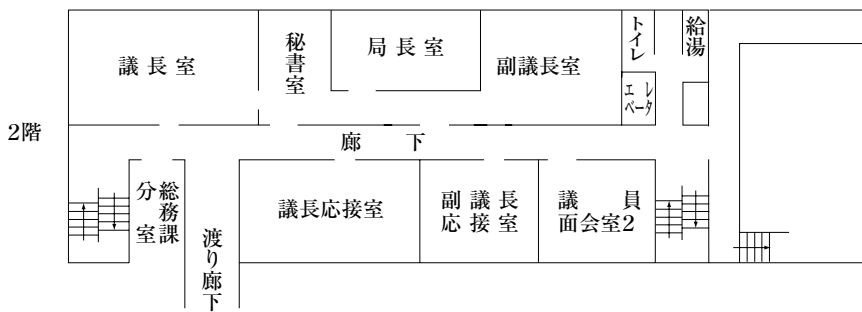 2階
議長室
秘書室
局長室
副議長室
トイレ
給湯
エレベータ
廊下
総務課
分室
渡り廊下
議長応接室
副議長
応接室
議員
面会室2